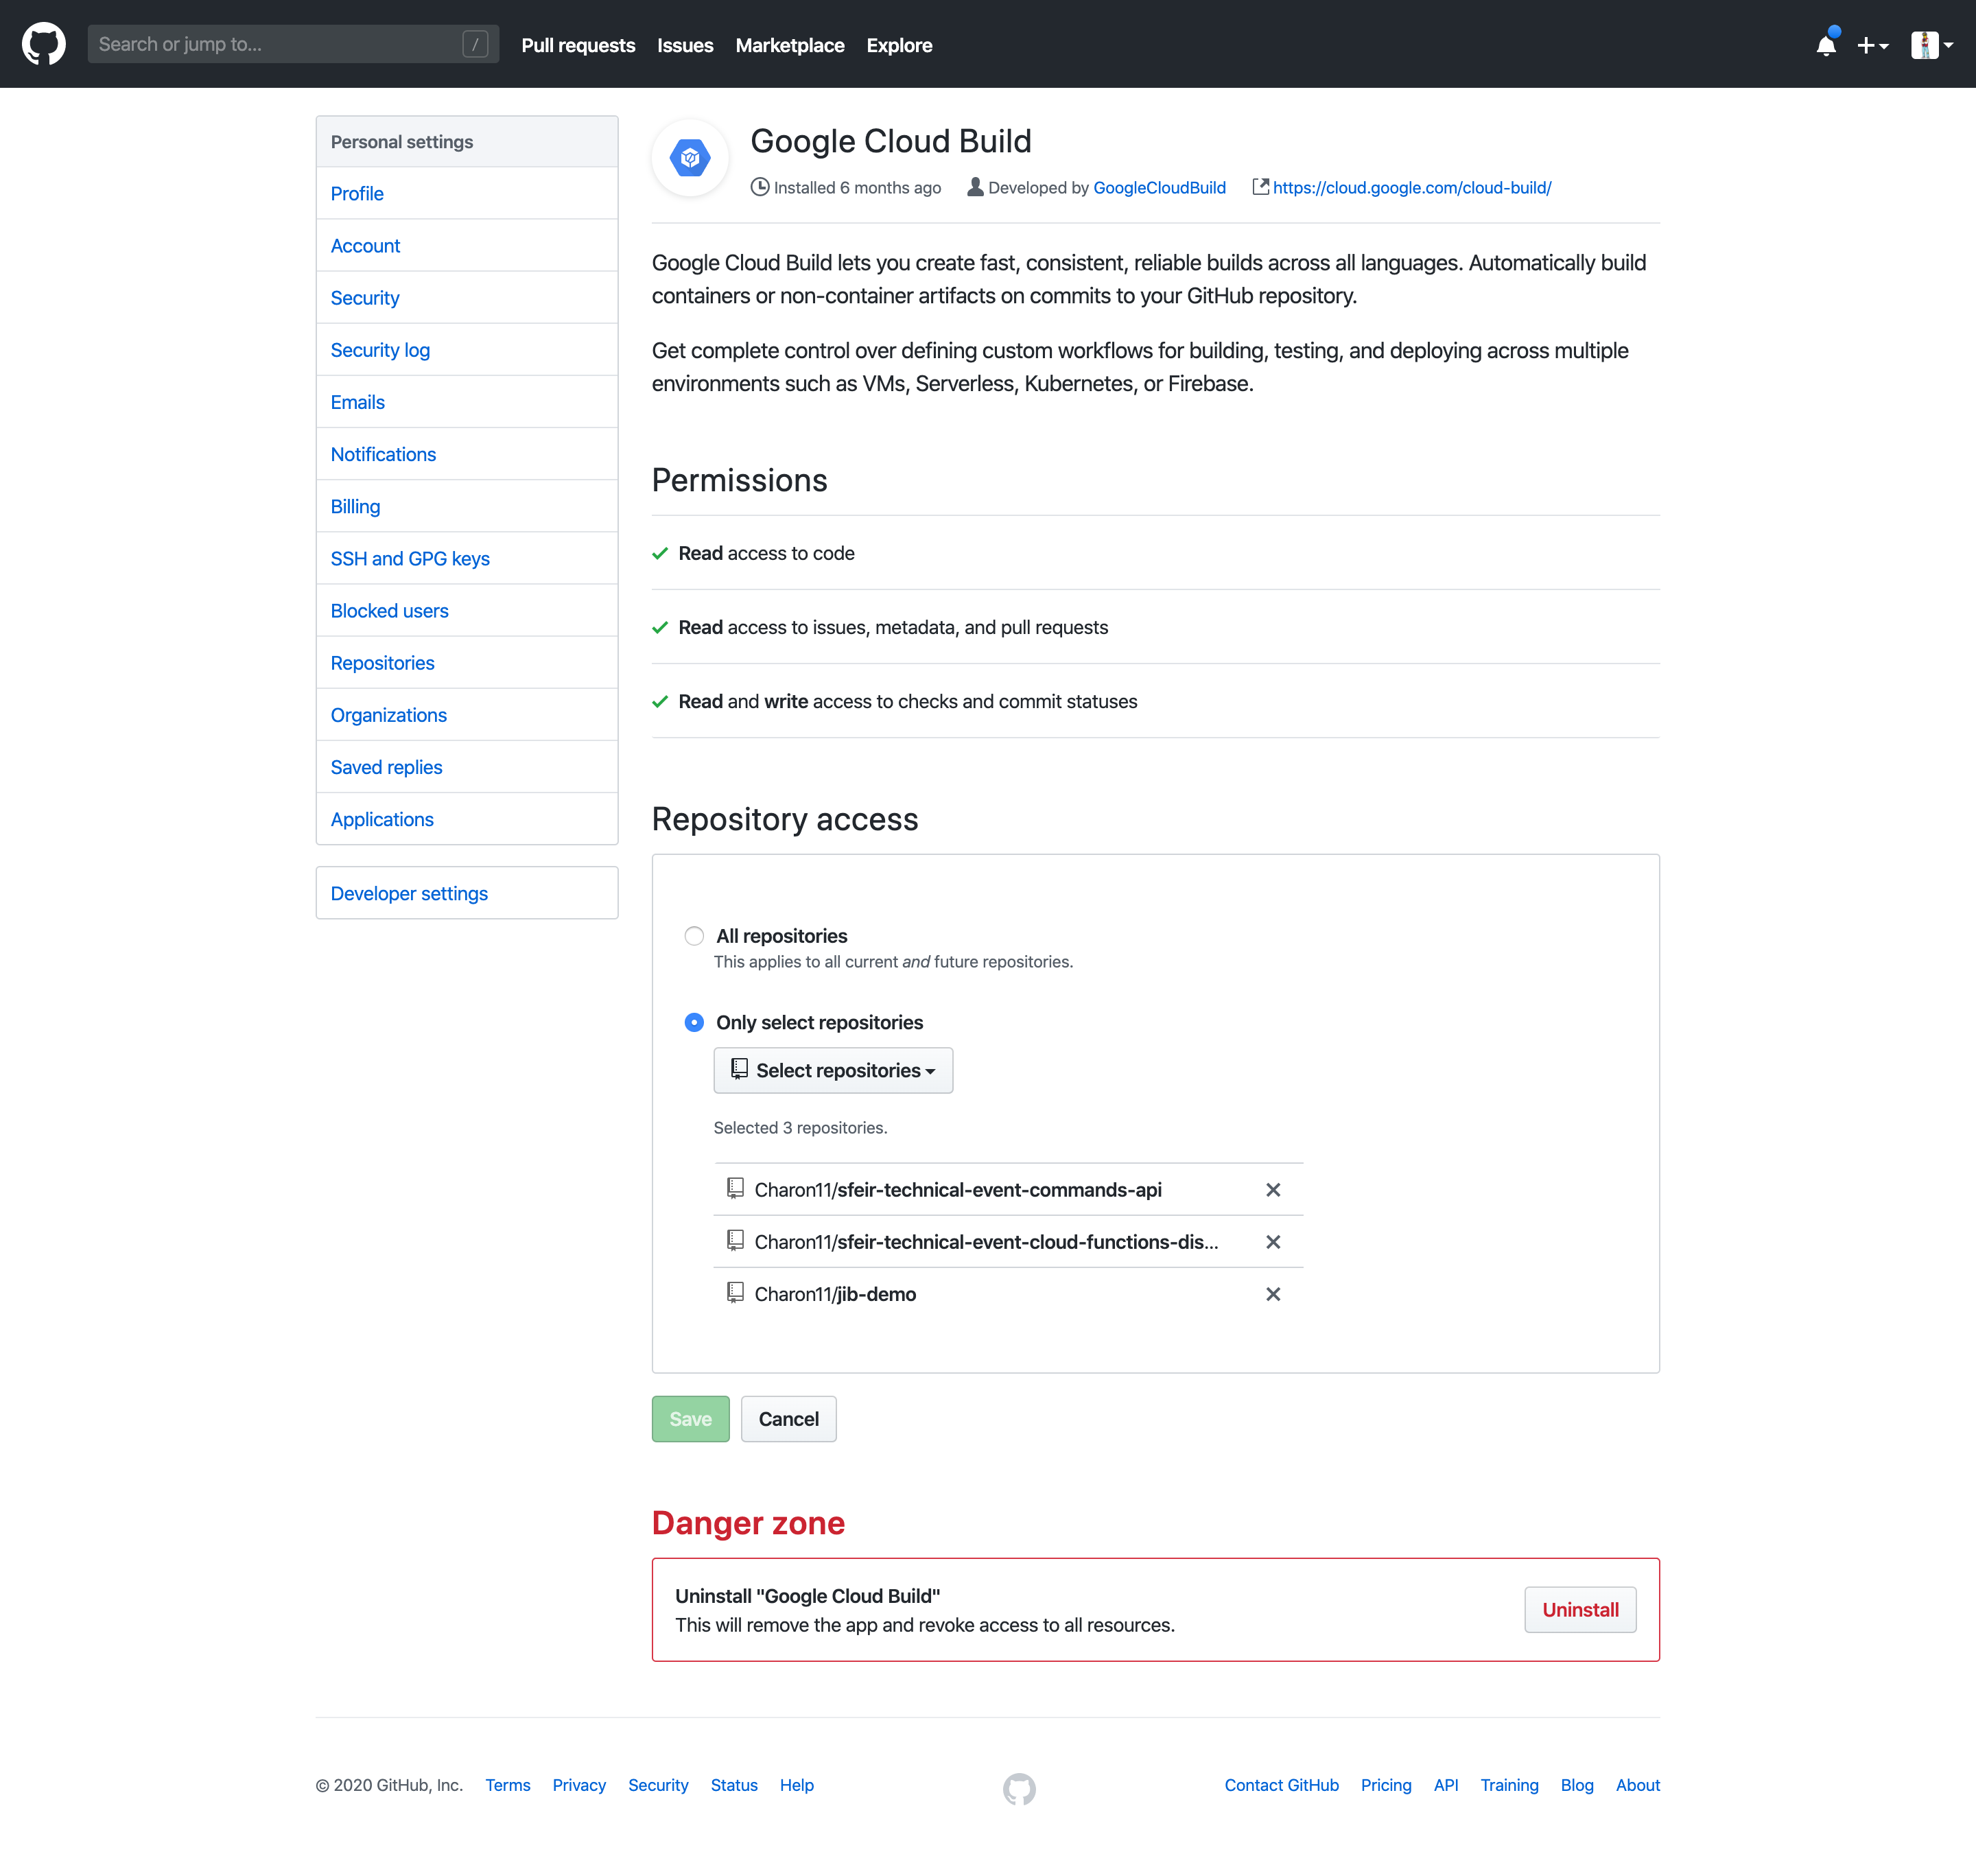 Search or jump to... /
Pull requests Issues Marketplace Explore
Personal settings
Profile
Account
Security
Security log
Emails
Notifications
Billing
SSH and GPG keys
Blocked users
Repositories
Organizations
Saved replies
Applications
Developer settings
Google Cloud Build
Installed 6 months ago Developed by GoogleCloudBuild https://cloud.google.com/cloud-build/
Google Cloud Build lets you create fast, consistent, reliable builds across all languages. Automatically build
containers or non-container artifacts on commits to your GitHub repository.
Get complete control over defining custom workflows for building, testing, and deploying across multiple
environments such as VMs, Serverless, Kubernetes, or Firebase.
Permissions
Read access to code
Read access to issues, metadata, and pull requests
Read and write access to checks and commit statuses
Repository access
All repositories
This applies to all current and future repositories.
Only select repositories
Select repositories
Selected 3 repositories.
Charon11/sfeir-technical-event-commands-api
Charon11/sfeir-technical-event-cloud-functions-dis...
Charon11/jib-demo
Save Cancel
Danger zone
Uninstall "Google Cloud Build"
This will remove the app and revoke access to all resources.
Uninstall
© 2020 GitHub, Inc. Terms Privacy Security Status Help Contact GitHub Pricing API Training Blog About